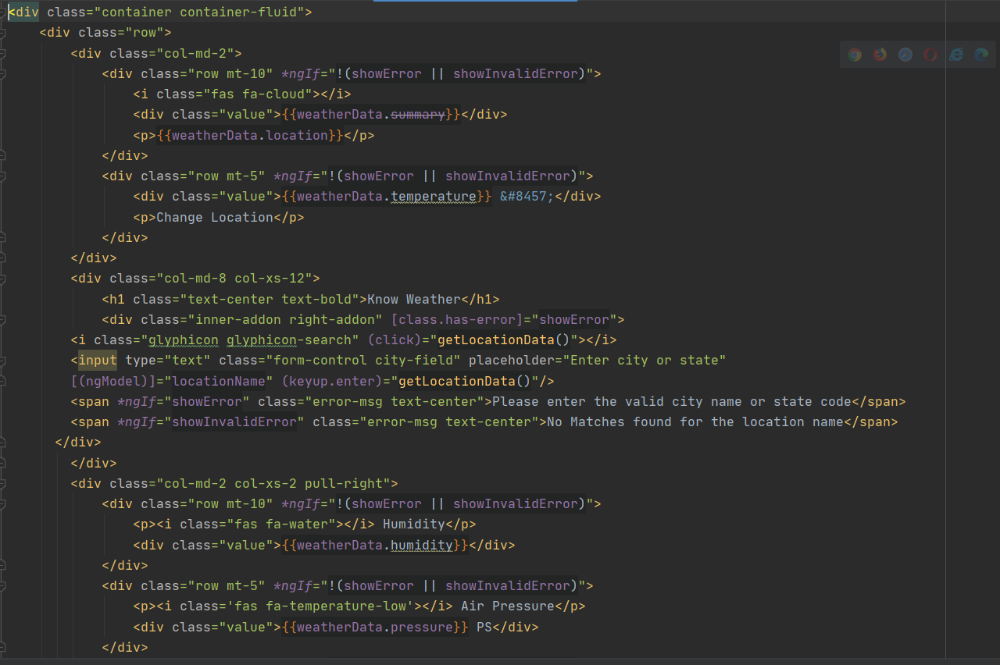 <div class="container container-fluid">
    <div class="row">
        <div class="col-md-2">
            <div class="row mt-10" *ngIf="!(showError || showInvalidError)">
                <i class="fas fa-cloud"></i>
                <div class="value">{{weatherData.summary}}</div>
                <p>{{weatherData.location}}</p>
            </div>
            <div class="row mt-5" *ngIf="!(showError || showInvalidError)">
                <div class="value">{{weatherData.temperature}} &#8457;</div>
                <p>Change Location</p>
            </div>
        </div>
        <div class="col-md-8 col-xs-12">
            <h1 class="text-center text-bold">Know Weather</h1>
            <div class="inner-addon right-addon" [class.has-error]="showError">
        <i class="glyphicon glyphicon-search" (click)="getLocationData()"></i>
        <input type="text" class="form-control city-field" placeholder="Enter city or state"
        [(ngModel)]="locationName" (keyup.enter)="getLocationData()"/>
        <span *ngIf="showError" class="error-msg text-center">Please enter the valid city name or state code</span>
        <span *ngIf="showInvalidError" class="error-msg text-center">No Matches found for the location name</span>
      </div>
        </div>
        <div class="col-md-2 col-xs-2 pull-right">
            <div class="row mt-10" *ngIf="!(showError || showInvalidError)">
                <p><i class="fas fa-water"></i> Humidity</p>
                <div class="value">{{weatherData.humidity}}</div>
            </div>
            <div class="row mt-5" *ngIf="!(showError || showInvalidError)">
                <p><i class='fas fa-temperature-low'></i> Air Pressure</p>
                <div class="value">{{weatherData.pressure}} PS</div>
            </div>